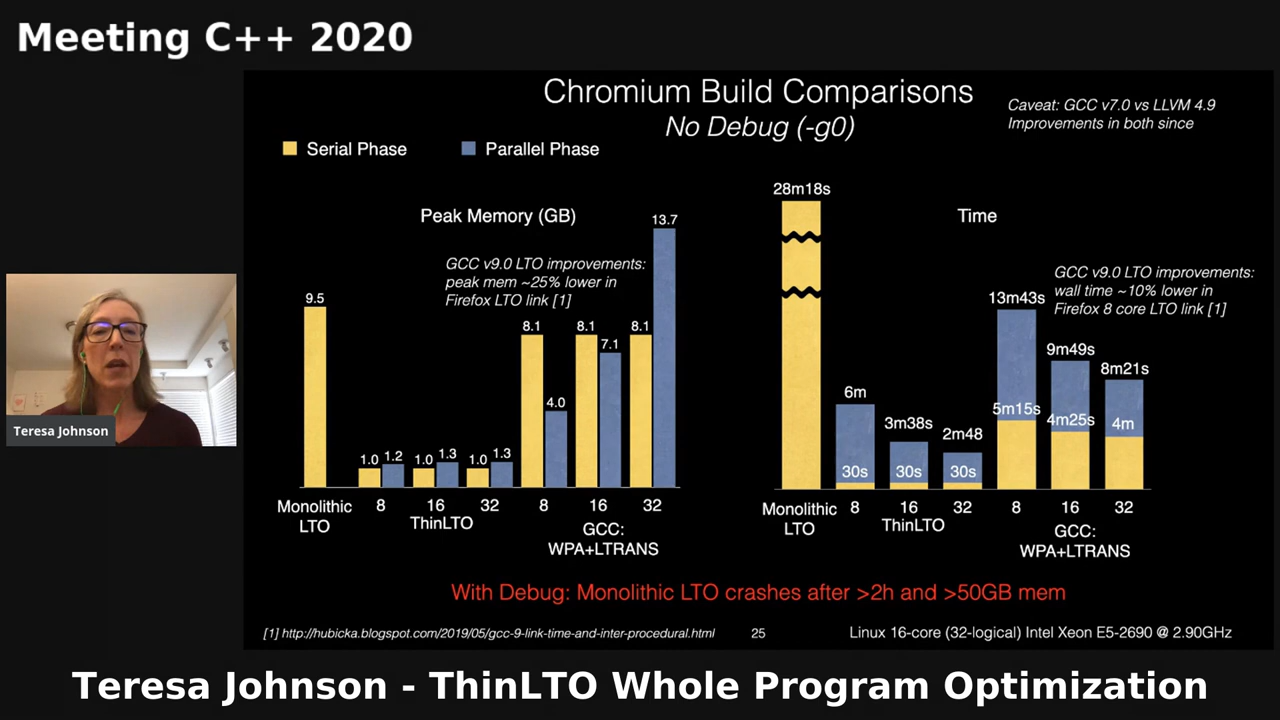 Meeting C++ 2020
Chromium Build Comparisons
No Debug (-g0)
Caveat: GCC v7.0 vs LLVM 4.9
Improvements in both since
Serial Phase
Parallel Phase
Peak Memory (GB)
GCC v9.0 LTO improvements:
peak mem ~25% lower in
Firefox LTO link [1]
9.5
1.0 1.2
1.0 1.3
1.0 1.3
8.1
4.0
8.1
7.1
8.1
13.7
Monolithic
LTO
8 16 32
ThinLTO
8 16 32
GCC:
WPA+LTRANS
Time
GCC v9.0 LTO improvements:
wall time ~10% lower in
Firefox 8 core LTO link [1]
28m18s
6m
30s
3m38s
30s
2m48
30s
13m43s
5m15s
9m49s
4m25s
8m21s
4m
Monolithic
LTO
8 16 32
ThinLTO
8 16 32
GCC:
WPA+LTRANS
With Debug: Monolithic LTO crashes after >2h and >50GB mem
[1] http://hubicka.blogspot.com/2019/05/gcc-9-link-time-and-inter-procedural.html
25
Linux 16-core (32-logical) Intel Xeon E5-2690 @ 2.90GHz
Teresa Johnson
Teresa Johnson - ThinLTO Whole Program Optimization